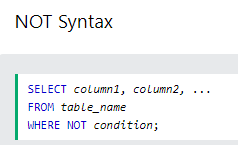 NOT Syntax
SELECT column1, column2, ...
FROM table_name
WHERE NOT condition;